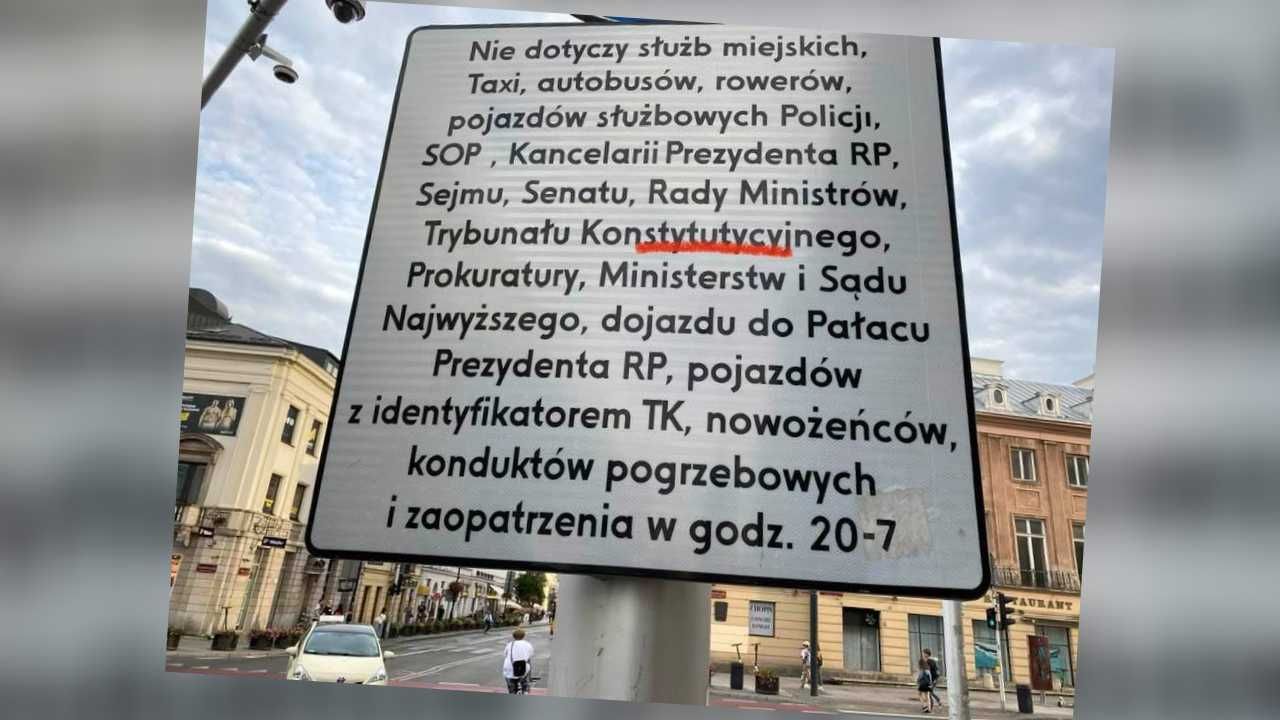 Nie dotyczy służb miejskich,
Taxi, autobusów, rowerów,
pojazdów służbowych Policji,
SOP , Kancelarii Prezydenta RP,
Sejmu, Senatu, Rady Ministrów,
Trybunału Konstytutycyjnego,
Prokuratury, Ministerstw i Sądu
Najwyższego, dojazdu do Pałacu
Prezydenta RP, pojazdów
z identyfikatorem TK, nowożeńców,
konduktów pogrzebowych
i zaopatrzenia w godz. 20-7
CHOPIN